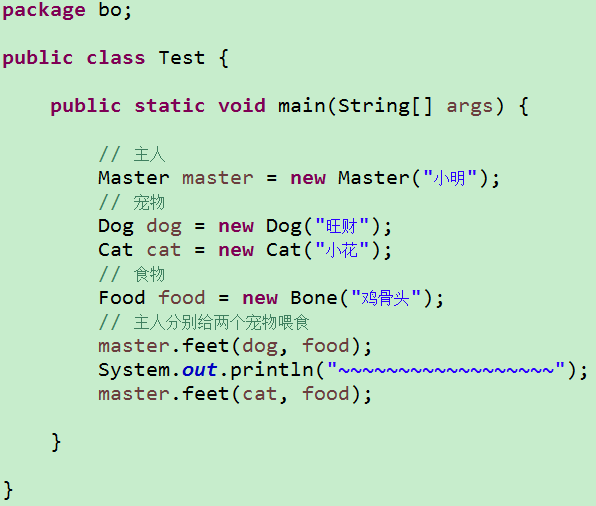 package bo;
public class Test {
public static void main(String[] args) {
// 主人
Master master = new Master("小明");
// 宠物
Dog dog = new Dog("旺财");
Cat cat = new Cat("小花");
// 食物
Food food = new Bone("鸡骨头");
// 主人分别给两个宠物喂食
master.feet(dog, food);
System.out.println("~~~~~~~~~~~~~~~~~~");
master.feet(cat, food);
}
}